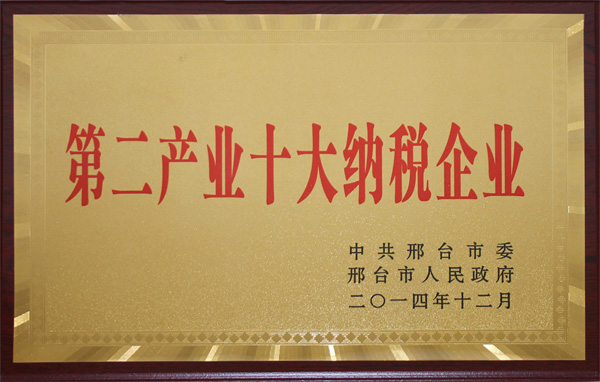 第二产业十大纳税企业
中共邢台市委
邢台市人民政府
二〇一四年十二月